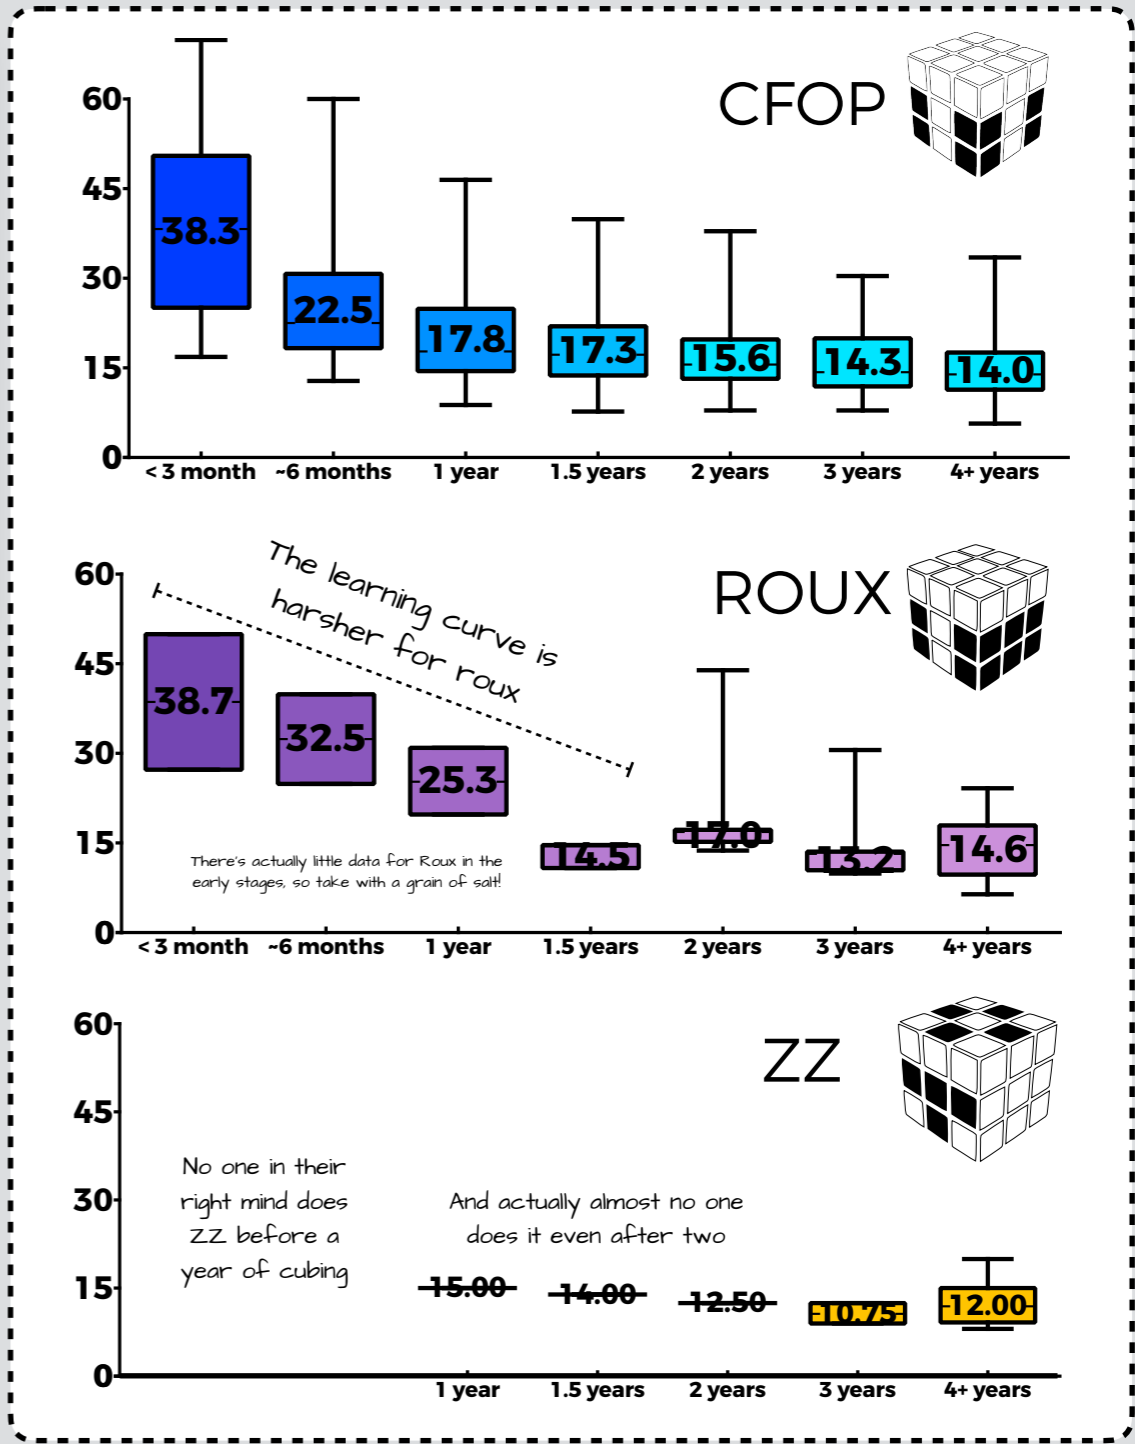 CFOP
60
45
30
15
0
38.3
22.5
17.8
17.3
15.6
14.3
14.0
< 3 month ~6 months 1 year 1.5 years 2 years 3 years 4+ years
ROUX
The learning curve is
harsher for roux
60
45
30
15
0
38.7
32.5
25.3
14.5
17.0
13.2
14.6
There's actually little data for Roux in the
early stages, so take with a grain of salt!
< 3 month ~6 months 1 year 1.5 years 2 years 3 years 4+ years
ZZ
60
45
30
15
0
No one in their
right mind does
ZZ before a
year of cubing
And actually almost no one
does it even after two
15.00
14.00
12.50
10.75
12.00
1 year 1.5 years 2 years 3 years 4+ years